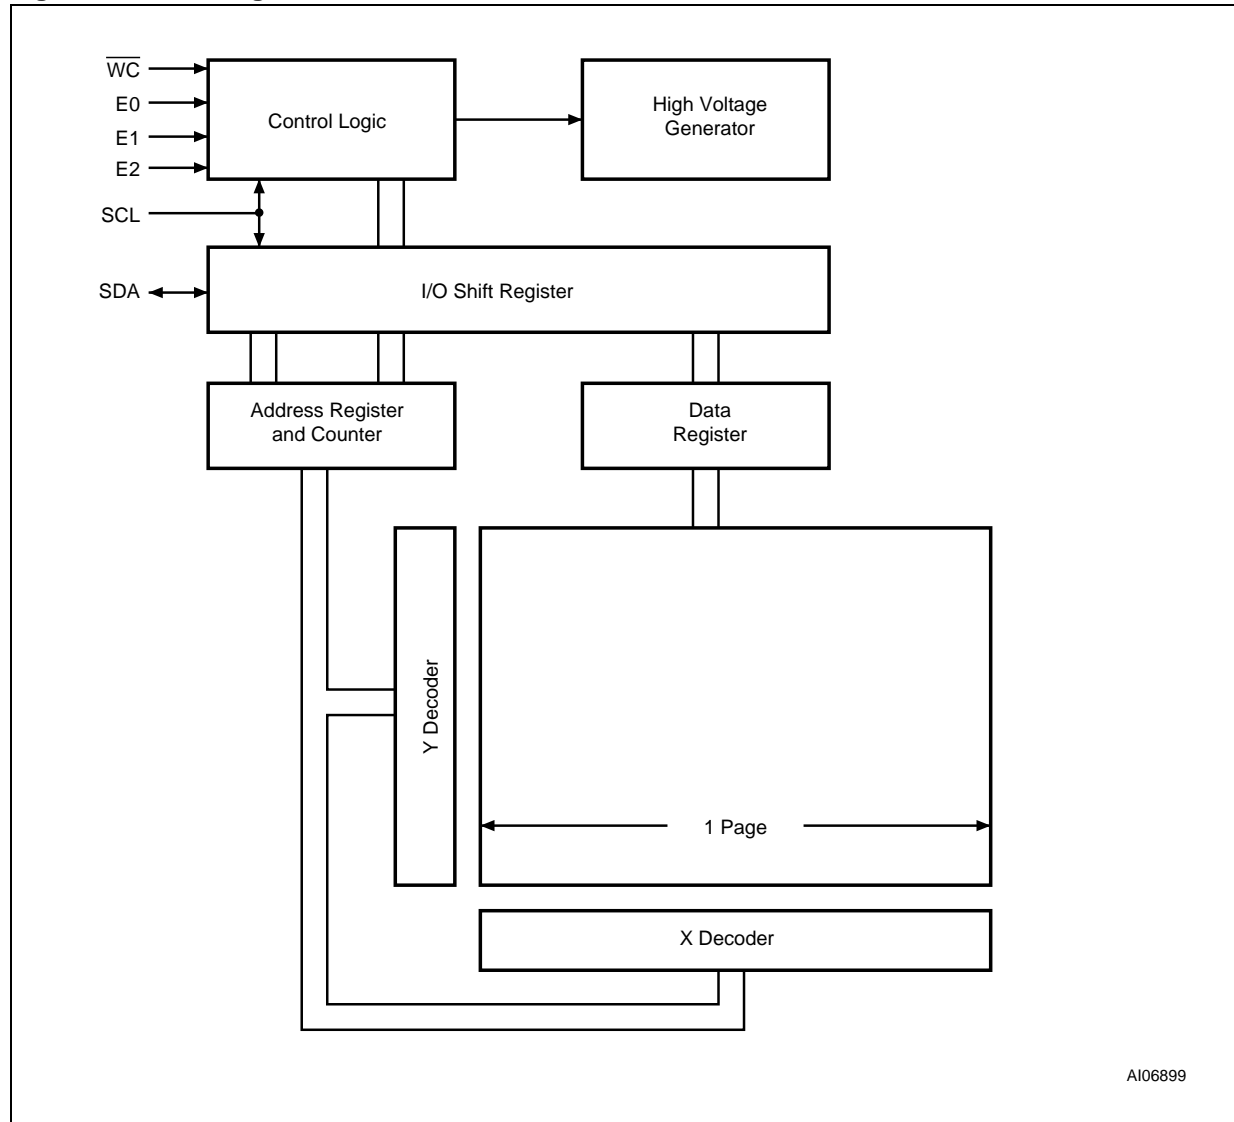 W̅C̅
E0
E1
E2
SCL
SDA
Control Logic
High Voltage
Generator
I/O Shift Register
Address Register
and Counter
Data
Register
Y Decoder
1 Page
X Decoder
AI06899